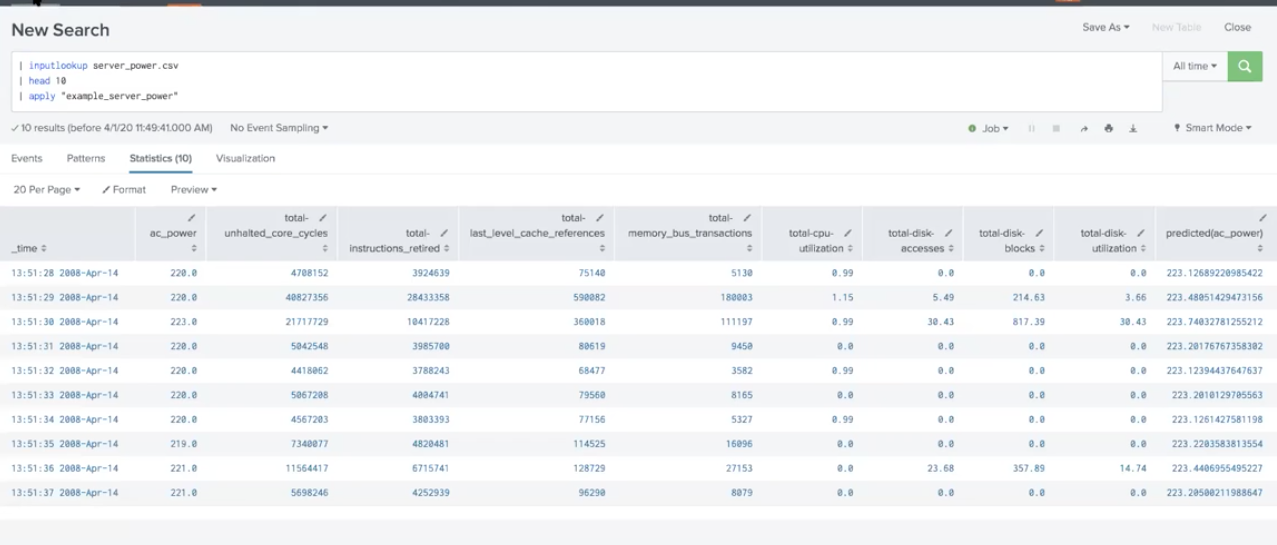 New Search
Save As
New Table
Close
| inputlookup server_power.csv
| head 10
| apply "example_server_power"
All time
10 results (before 4/1/20 11:49:41.000 AM)
No Event Sampling
Job
Smart Mode
Events
Patterns
Statistics (10)
Visualization
20 Per Page
Format
Preview
_time ac_power total-unhalted_core_cycles total-instructions_retired total-last_level_cache_references total-memory_bus_transactions total-cpu-utilization total-disk-accesses total-disk-blocks total-disk-utilization predicted(ac_power)
13:51:28 2008-Apr-14 220.0 4708152 3924639 75140 5130 0.99 0.0 0.0 0.0 223.12689220985422
13:51:29 2008-Apr-14 220.0 40827356 28433358 590082 180003 1.15 5.49 214.63 3.66 223.48051429473156
13:51:30 2008-Apr-14 223.0 21717729 10417228 360018 111197 0.99 30.43 817.39 30.43 223.74032781255212
13:51:31 2008-Apr-14 220.0 5042548 3985700 80619 9450 0.0 0.0 0.0 0.0 223.20176767358302
13:51:32 2008-Apr-14 220.0 4418062 3788243 68477 3582 0.99 0.0 0.0 0.0 223.12394437647637
13:51:33 2008-Apr-14 220.0 5067208 4004741 79560 8165 0.0 0.0 0.0 0.0 223.2010129705563
13:51:34 2008-Apr-14 220.0 4567203 3803393 77156 5327 0.99 0.0 0.0 0.0 223.1261427581198
13:51:35 2008-Apr-14 219.0 7340077 4820481 114525 16096 0.0 0.0 0.0 0.0 223.2203583813554
13:51:36 2008-Apr-14 221.0 11564417 6715741 128729 27153 0.0 23.68 357.89 14.74 223.4406955495227
13:51:37 2008-Apr-14 221.0 5698246 4252939 96290 8079 0.0 0.0 0.0 0.0 223.20500211988647